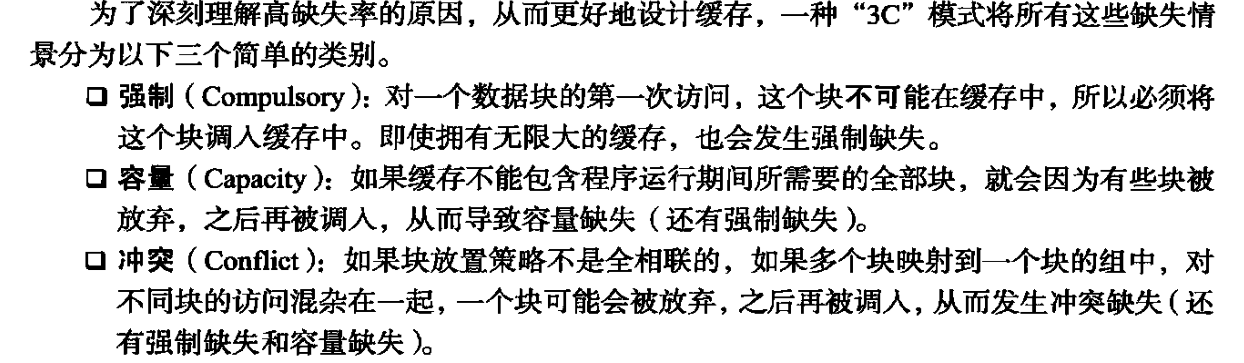 为了深刻理解高缺失率的原因，从而更好地设计缓存，一种“3C”模式将所有这些缺失情
景分为以下三个简单的类别。
❑ 强制（Compulsory）：对一个数据块的第一次访问，这个块不可能在缓存中，所以必须将
这个块调入缓存中。即使拥有无限大的缓存，也会发生强制缺失。
❑ 容量（Capacity）：如果缓存不能包含程序运行期间所需要的全部块，就会因为有些块被
放弃，之后再被调入，从而导致容量缺失（还有强制缺失）。
❑ 冲突（Conflict）：如果块放置策略不是全相联的，如果多个块映射到一个块的组中，对
不同块的访问混杂在一起，一个块可能会被放弃，之后再被调入，从而发生冲突缺失（还
有强制缺失和容量缺失）。